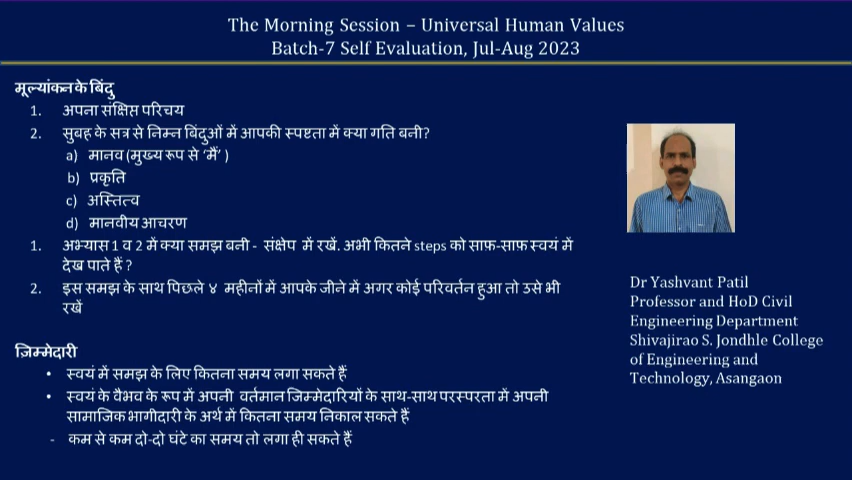 The Morning Session – Universal Human Values
Batch-7 Self Evaluation, Jul-Aug 2023
मूल्यांकन के बिंदु
1. अपना संक्षिप्त परिचय
2. सुबह के सत्र से निम्न बिंदुओं में आपकी स्पष्टता में क्या गति बनी?
a) मानव (मुख्य रूप से ‘मैं’ )
b) प्रकृति
c) अस्तित्व
d) मानवीय आचरण
1. अभ्यास 1 व 2 में क्या समझ बनी - संक्षेप में रखें. अभी कितने steps को साफ़-साफ़ स्वयं में
देख पाते हैं ?
2. इस समझ के साथ पिछले ४ महीनों में आपके जीने में अगर कोई परिवर्तन हुआ तो उसे भी
रखें
ज़िम्मेदारी
• स्वयं में समझ के लिए कितना समय लगा सकते हैं
• स्वयं के वैभव के रूप में अपनी वर्तमान जिम्मेदारियों के साथ-साथ परस्परता में अपनी
सामाजिक भागीदारी के अर्थ में कितना समय निकाल सकते हैं
- कम से कम दो-दो घंटे का समय तो लगा ही सकते हैं
Dr Yashvant Patil
Professor and HoD Civil
Engineering Department
Shivajirao S. Jondhle College
of Engineering and
Technology, Asangaon